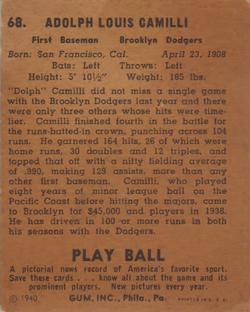 68. ADOLPH LOUIS CAMILLI
First Baseman Brooklyn Dodgers
Born: San Francisco, Cal. April 23, 1908
Bats: Left Throws: Left
Height: 5' 10½" Weight: 185 lbs.
"Dolph" Camilli did not miss a single
game with the Brooklyn Dodgers last year and there
were only three others whose hits were time-
lier. Camilli finished fourth in the battle
for the runs-batted-in crown, punching across 104
runs. He garnered 164 hits, 26 of which were
home runs, 30 doubles and 12 triples, and
topped that off with a nifty fielding average
of .990, making 129 assists, more than any
other first baseman. Camilli, who played
eight years of minor league ball on the
Pacific Coast before hitting the majors, came
to Brooklyn for $45,000 and players in 1938.
He has driven in 100 or more runs in both
his seasons with the Dodgers.
PLAY BALL
A pictorial news record of America's favorite sport.
Save these cards . . know all about the game and its
prominent players. New pictures every year.
© 1940 GUM, INC., Phila., Pa. PRINTED IN U. S. A.